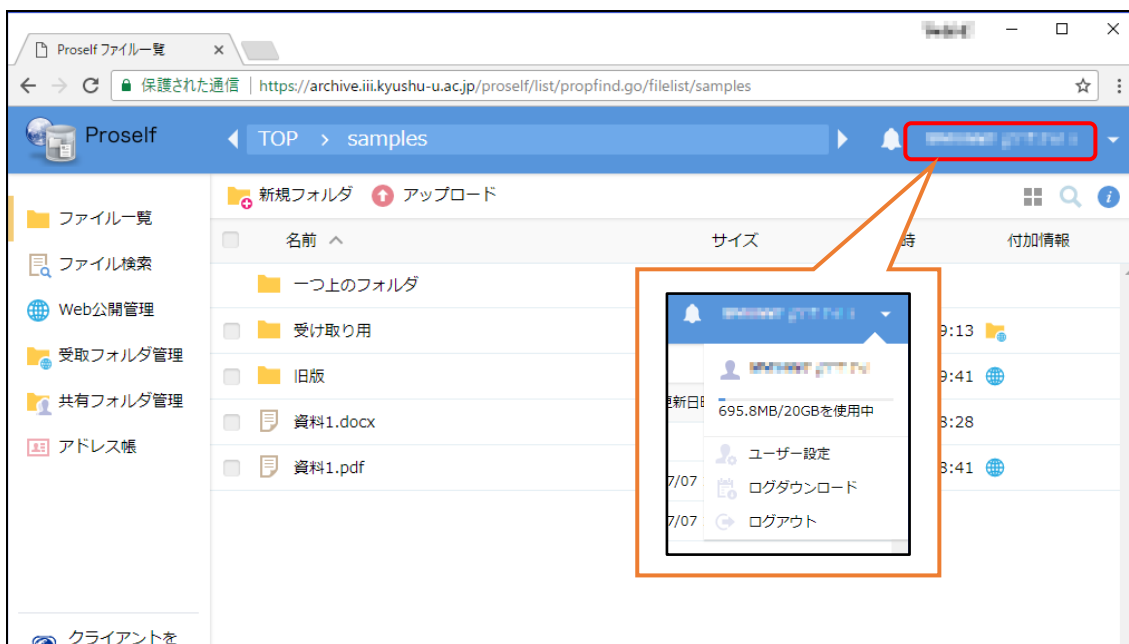 Proself ファイル一覧
保護された通信 https://archive.iii.kyushu-u.ac.jp/proself/list/propfind.go/filelist/samples
Proself
TOP > samples
新規フォルダ アップロード
ファイル一覧
ファイル検索
Web公開管理
受取フォルダ管理
共有フォルダ管理
アドレス帳
名前 サイズ 時 付加情報
一つ上のフォルダ
受け取り用 9:13
旧版 9:41
資料1.docx 8:28
資料1.pdf 8:41
更新日時
695.8MB/20GBを使用中
ユーザー設定
7/07 ログダウンロード
7/07 ログアウト
クライアントを